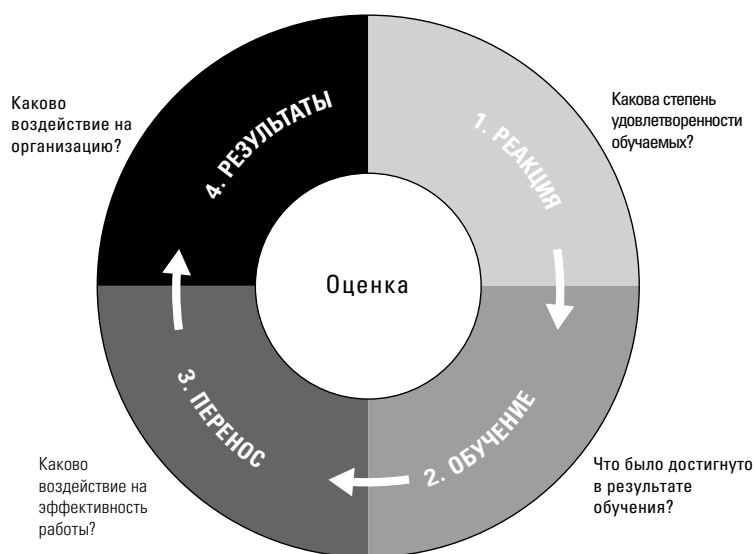 4. РЕЗУЛЬТАТЫ
1. РЕАКЦИЯ
Каково
воздействие на
организацию?
Какова степень
удовлетворенности
обучаемых?
Оценка
3. ПЕРЕНОС
2. ОБУЧЕНИЕ
Каково
воздействие на
эффективность
работы?
Что было достигнуто
в результате
обучения?